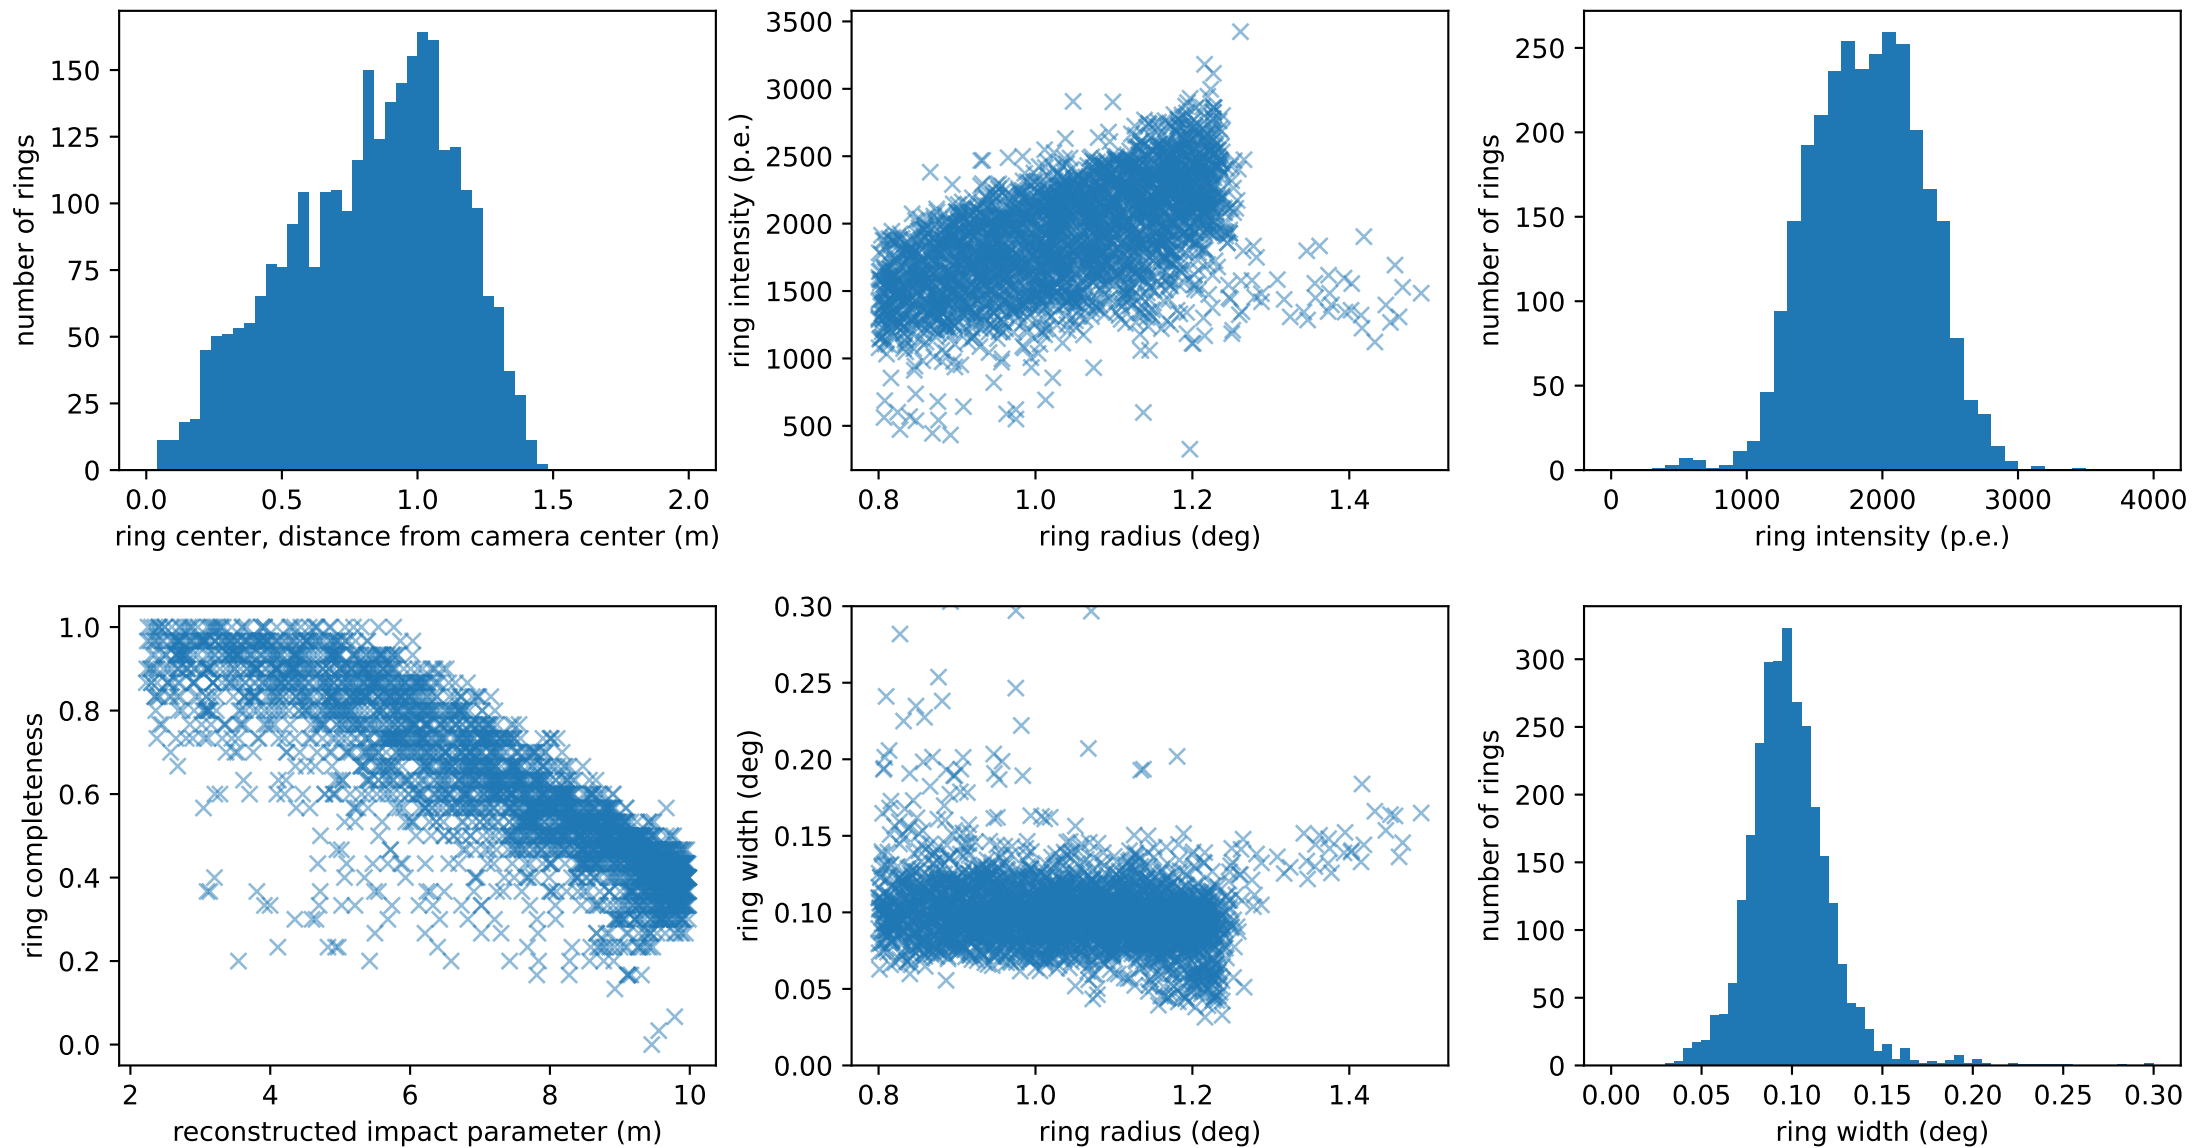 number of rings
150
125
100
75
50
25
0
0.0 0.5 1.0 1.5 2.0
ring center, distance from camera center (m)
ring intensity (p.e.)
3500
3000
2500
2000
1500
1000
500
0.8 1.0 1.2 1.4
ring radius (deg)
number of rings
250
200
150
100
50
0
0 1000 2000 3000 4000
ring intensity (p.e.)
ring completeness
1.0
0.8
0.6
0.4
0.2
0.0
2 4 6 8 10
reconstructed impact parameter (m)
ring width (deg)
0.30
0.25
0.20
0.15
0.10
0.05
0.00
0.8 1.0 1.2 1.4
ring radius (deg)
number of rings
300
250
200
150
100
50
0
0.00 0.05 0.10 0.15 0.20 0.25 0.30
ring width (deg)